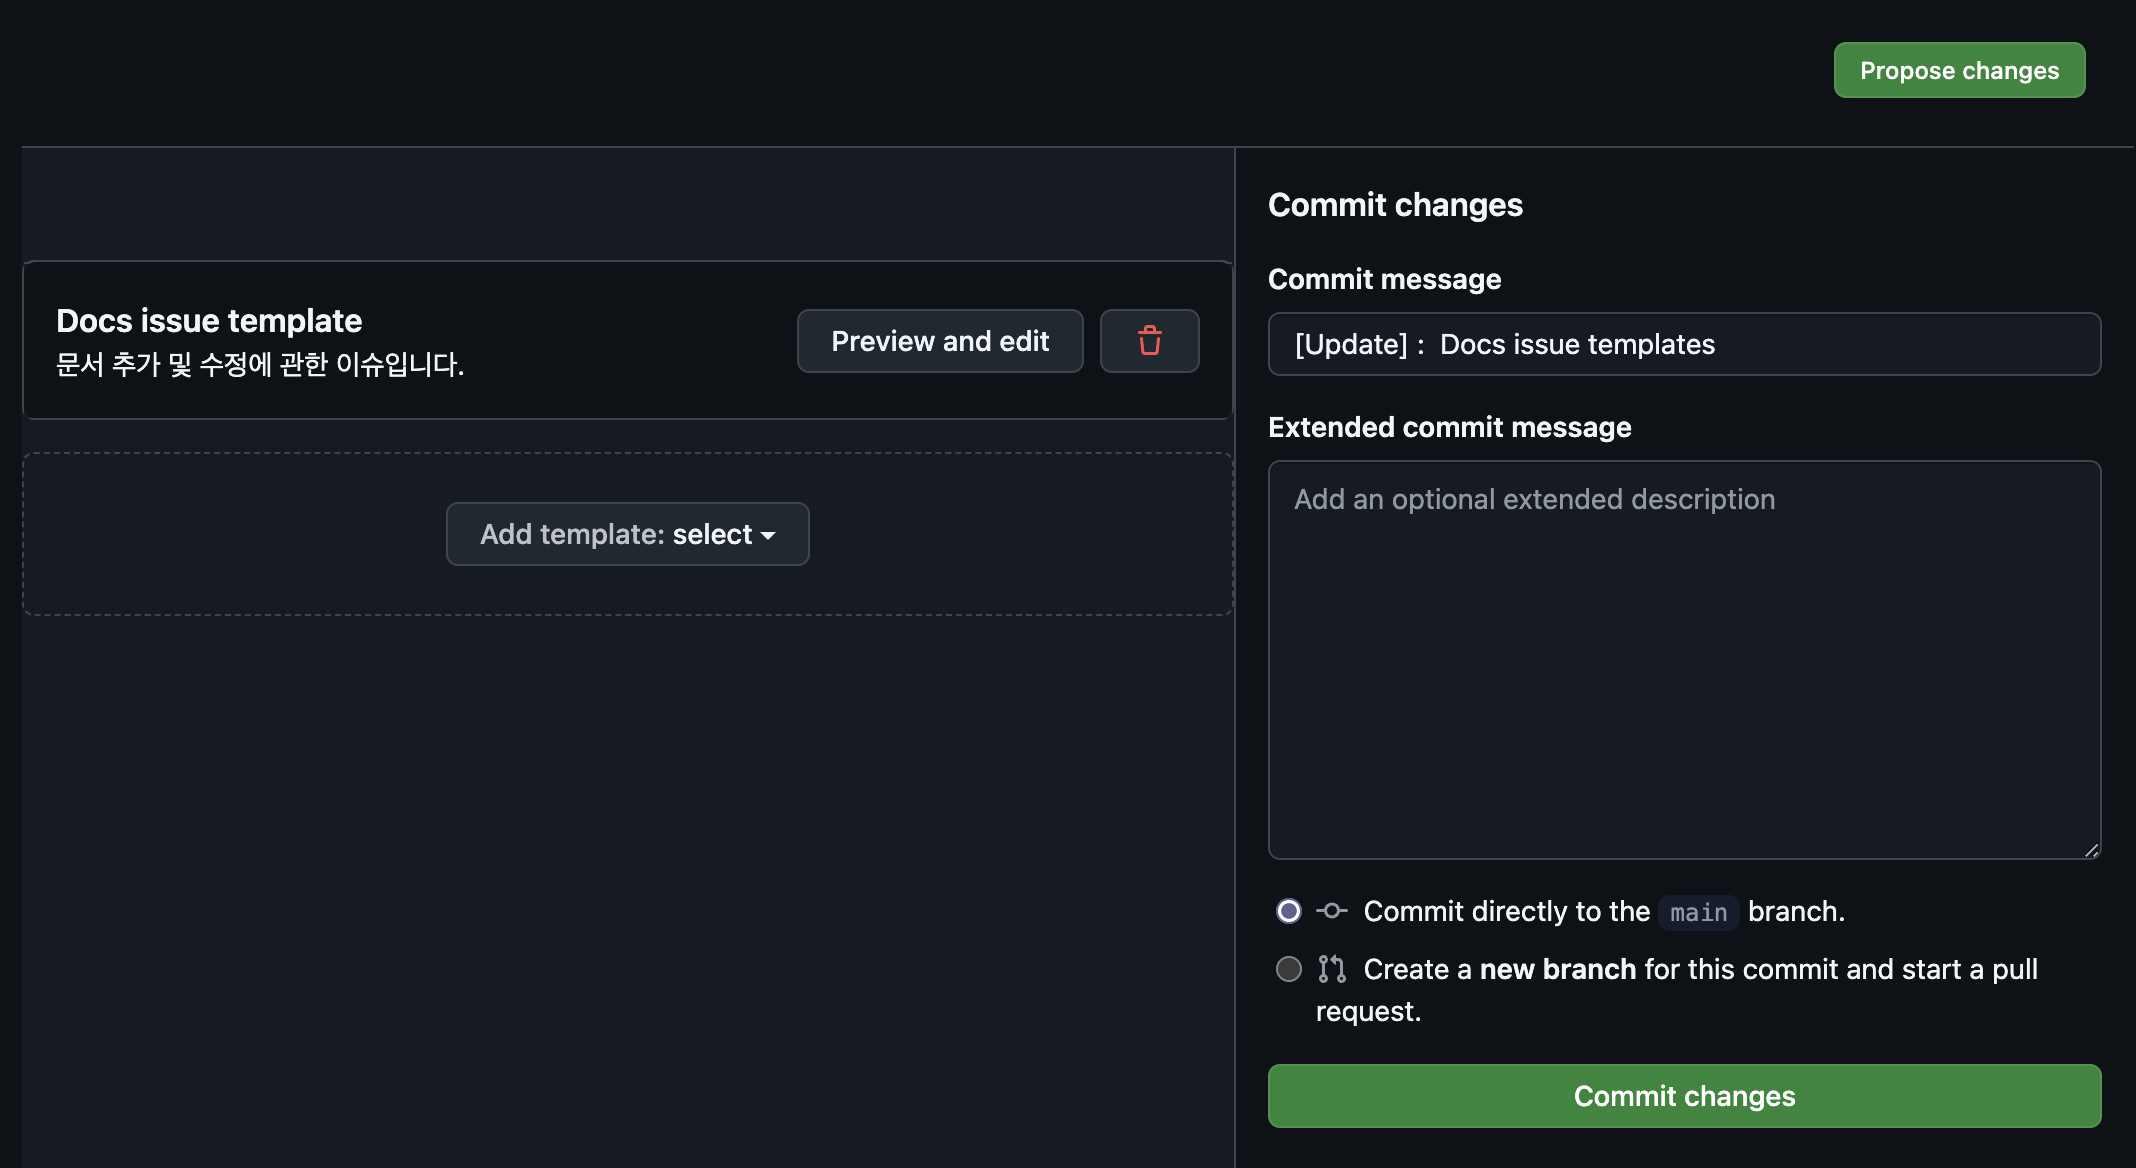 Propose changes
Docs issue template
문서 추가 및 수정에 관한 이슈입니다.
Preview and edit
Add template: select
Commit changes
Commit message
[Update] :  Docs issue templates
Extended commit message
Add an optional extended description
Commit directly to the main branch.
Create a new branch for this commit and start a pull
request.
Commit changes